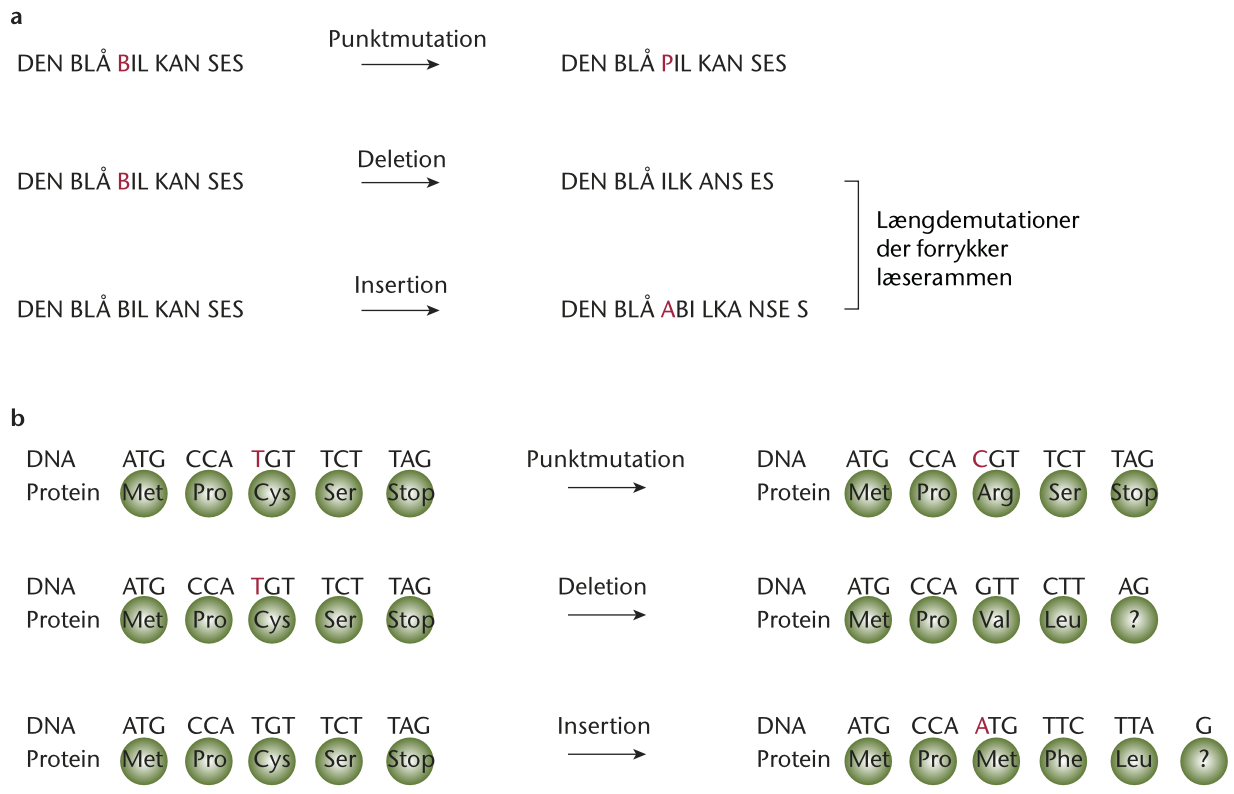 a
DEN BLÅ BIL KAN SES
Punktmutation
DEN BLÅ PIL KAN SES
DEN BLÅ BIL KAN SES
Deletion
DEN BLÅ ILK ANS ES
Længdemutationer
der forrykker
læserammen
DEN BLÅ BIL KAN SES
Insertion
DEN BLÅ ABI LKA NSE S
b
DNA ATG CCA TGT TCT TAG
Protein Met Pro Cys Ser Stop
Punktmutation
DNA ATG CCA CGT TCT TAG
Protein Met Pro Arg Ser Stop
DNA ATG CCA TGT TCT TAG
Protein Met Pro Cys Ser Stop
Deletion
DNA ATG CCA GTT CTT AG
Protein Met Pro Val Leu ?
DNA ATG CCA TGT TCT TAG
Protein Met Pro Cys Ser Stop
Insertion
DNA ATG CCA ATG TTC TTA G
Protein Met Pro Met Phe Leu ?